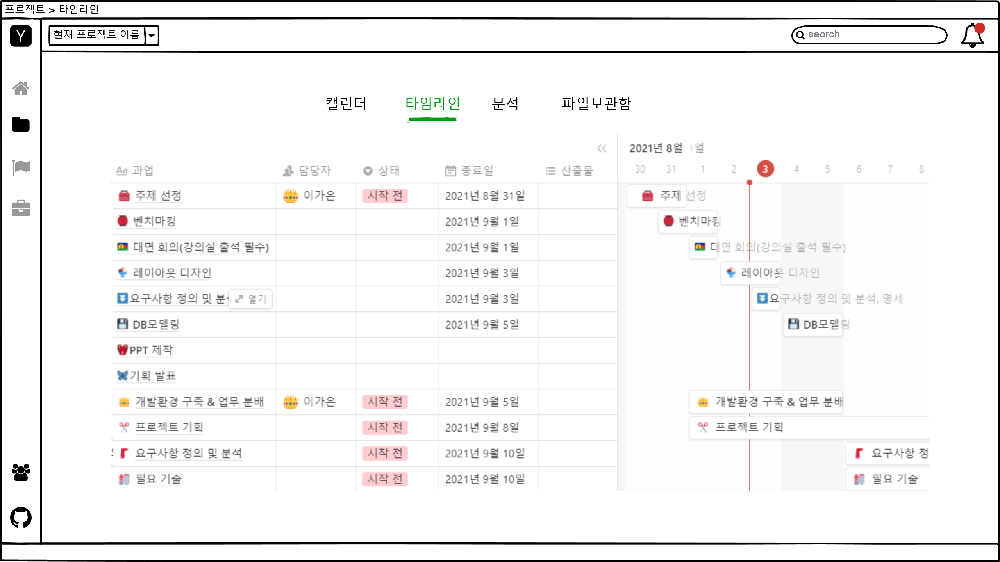 프로젝트 > 타임라인
Y
현재 프로젝트 이름
search
캘린더 타임라인 분석 파일보관함
2021년 8월 9월
Aa 과업 담당자 상태 종료일 산출물 30 31 1 2 3 4 5 6 7 8
주제 선정 이가은 시작 전 2021년 8월 31일 주제 선정
벤치마킹 2021년 9월 1일 벤치마킹
대면 회의(강의실 출석 필수) 2021년 9월 1일 대면 회의(강의실 출석 필수)
레이아웃 디자인 2021년 9월 3일 레이아웃 디자인
요구사항 정의 및 열기 2021년 9월 3일 요구사항 정의 및 분석, 명세
DB모델링 2021년 9월 5일 DB모델링
PPT 제작
기획 발표
개발환경 구축 & 업무 분배 이가은 시작 전 2021년 9월 5일 개발환경 구축 & 업무 분배
프로젝트 기획 시작 전 2021년 9월 8일 프로젝트 기획
요구사항 정의 및 분석 시작 전 2021년 9월 10일 요구사항 정
필요 기술 시작 전 2021년 9월 10일 필요 기술